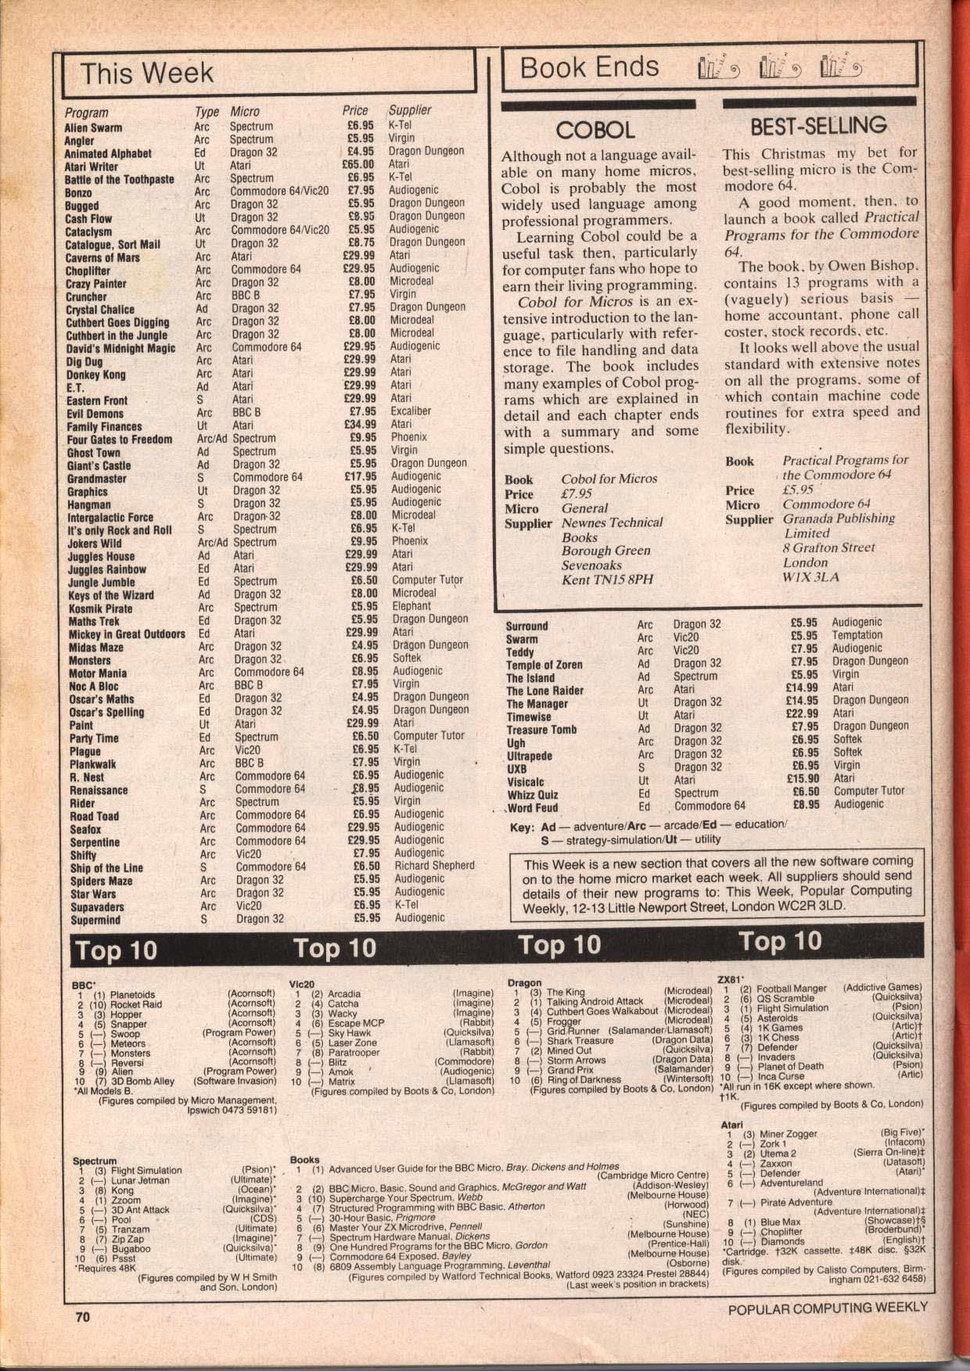 This Week
Program Type Micro Price Supplier
Alien Swarm Arc Spectrum £6.95 K-Tel
Angler Arc Spectrum £5.95 Virgin
Animated Alphabet Ed Dragon 32 £4.95 Dragon Dungeon
Atari Writer Ut Atari £65.00 Atari
Battle of the Toothpaste Arc Spectrum £6.95 K-Tel
Bonzo Arc Commodore 64/Vic20 £7.95 Audiogenic
Bugged Arc Dragon 32 £5.95 Dragon Dungeon
Cash Flow Ut Dragon 32 £8.95 Dragon Dungeon
Cataclysm Arc Commodore 64/Vic20 £5.95 Audiogenic
Catalogue, Sort Mail Ut Dragon 32 £8.75 Dragon Dungeon
Caverns of Mars Arc Atari £29.99 Atari
Choplifter Arc Commodore 64 £29.95 Audiogenic
Crazy Painter Arc Dragon 32 £8.00 Microdeal
Cruncher Arc BBC B £7.95 Virgin
Crystal Chalice Ad Dragon 32 £7.95 Dragon Dungeon
Cuthbert Goes Digging Arc Dragon 32 £8.00 Microdeal
Cuthbert in the Jungle Arc Dragon 32 £8.00 Microdeal
David's Midnight Magic Arc Commodore 64 £29.95 Audiogenic
Dig Dug Arc Atari £29.99 Atari
Donkey Kong Arc Atari £29.99 Atari
E.T. Ad Atari £29.99 Atari
Eastern Front S Atari £29.99 Atari
Evil Demons Arc BBC B £7.95 Excaliber
Family Finances Ut Atari £34.99 Atari
Four Gates to Freedom Arc/Ad Spectrum £9.95 Phoenix
Ghost Town Ad Spectrum £5.95 Virgin
Giant's Castle Ad Dragon 32 £5.95 Dragon Dungeon
Grandmaster S Commodore 64 £17.95 Audiogenic
Graphics Ut Dragon 32 £5.95 Audiogenic
Hangman S Dragon 32 £5.95 Audiogenic
Intergalactic Force Arc Dragon 32 £8.00 Microdeal
It's only Rock and Roll S Spectrum £6.95 K-Tel
Jokers Wild Arc/Ad Spectrum £9.95 Phoenix
Juggles House Ad Atari £29.99 Atari
Juggles Rainbow Ed Atari £29.99 Atari
Jungle Jumble Ed Spectrum £6.50 Computer Tutor
Keys of the Wizard Ad Dragon 32 £8.00 Microdeal
Kosmik Pirate Arc Spectrum £5.95 Elephant
Maths Trek Ed Dragon 32 £5.95 Dragon Dungeon
Mickey in Great Outdoors Ed Atari £29.99 Atari
Midas Maze Arc Dragon 32 £4.95 Dragon Dungeon
Monsters Arc Dragon 32 £6.95 Softek
Motor Mania Arc Commodore 64 £8.95 Audiogenic
Noc A Bloc Arc BBC B £7.95 Virgin
Oscar's Maths Ed Dragon 32 £4.95 Dragon Dungeon
Oscar's Spelling Ed Dragon 32 £4.95 Dragon Dungeon
Paint Ut Atari £29.99 Atari
Party Time Ed Spectrum £6.50 Computer Tutor
Plague Arc Vic20 £6.95 K-Tel
Plankwalk Arc BBC B £7.95 Virgin
R. Nest Arc Commodore 64 £6.95 Audiogenic
Renaissance S Commodore 64 £8.95 Audiogenic
Rider Arc Spectrum £5.95 Virgin
Road Toad Arc Commodore 64 £6.95 Audiogenic
Seafox Arc Commodore 64 £29.95 Audiogenic
Serpentine Arc Commodore 64 £29.95 Audiogenic
Shifty Arc Vic20 £7.95 Audiogenic
Ship of the Line S Commodore 64 £6.50 Richard Shepherd
Spiders Maze Arc Dragon 32 £5.95 Audiogenic
Star Wars Arc Dragon 32 £5.95 Audiogenic
Supavaders Arc Vic20 £6.95 K-Tel
Supermind S Dragon 32 £5.95 Audiogenic
Book Ends
COBOL
Although not a language avail-
able on many home micros,
Cobol is probably the most
widely used language among
professional programmers.
Learning Cobol could be a
useful task then, particularly
for computer fans who hope to
earn their living programming.
Cobol for Micros is an ex-
tensive introduction to the lan-
guage, particularly with refer-
ence to file handling and data
storage. The book includes
many examples of Cobol prog-
rams which are explained in
detail and each chapter ends
with a summary and some
simple questions.
Book Cobol for Micros
Price £7.95
Micro General
Supplier Newnes Technical
Books
Borough Green
Sevenoaks
Kent TN15 8PH
BEST-SELLING
This Christmas my bet for
best-selling micro is the Com-
modore 64.
A good moment, then, to
launch a book called Practical
Programs for the Commodore
64.
The book, by Owen Bishop,
contains 13 programs with a
(vaguely) serious basis —
home accountant, phone call
coster, stock records, etc.
It looks well above the usual
standard with extensive notes
on all the programs, some of
which contain machine code
routines for extra speed and
flexibility.
Book Practical Programs for
the Commodore 64
Price £5.95
Micro Commodore 64
Supplier Granada Publishing
Limited
8 Grafton Street
London
W1X 3LA
Surround Arc Dragon 32 £5.95 Audiogenic
Swarm Arc Vic20 £5.95 Temptation
Teddy Arc Vic20 £7.95 Audiogenic
Temple of Zoren Ad Dragon 32 £7.95 Dragon Dungeon
The Island Ad Spectrum £5.95 Virgin
The Lone Raider Arc Atari £14.99 Atari
The Manager Ut Dragon 32 £14.95 Dragon Dungeon
Timewise Ut Atari £22.99 Atari
Treasure Tomb Ad Dragon 32 £7.95 Dragon Dungeon
Ugh Arc Dragon 32 £6.95 Softek
Ultrapede Arc Dragon 32 £6.95 Softek
UXB S Dragon 32 £6.95 Virgin
Visicalc Ut Atari £15.90 Atari
Whizz Quiz Ed Spectrum £6.50 Computer Tutor
Word Feud Ed Commodore 64 £8.95 Audiogenic
Key: Ad — adventure/Arc — arcade/Ed — education/
S — strategy-simulation/Ut — utility
This Week is a new section that covers all the new software coming
on to the home micro market each week. All suppliers should send
details of their new programs to: This Week, Popular Computing
Weekly, 12-13 Little Newport Street, London WC2R 3LD.
Top 10 Top 10 Top 10 Top 10
BBC*
1 (1) Planetoids (Acornsoft)
2 (10) Rocket Raid (Acornsoft)
3 (3) Hopper (Acornsoft)
4 (5) Snapper (Acornsoft)
5 (—) Swoop (Program Power)
6 (—) Meteors (Acornsoft)
7 (—) Monsters (Acornsoft)
8 (—) Reversi (Acornsoft)
9 (9) Alien (Program Power)
10 (7) 3D Bomb Alley (Software Invasion)
*All Models B.
(Figures compiled by Micro Management,
Ipswich 0473 59181)
Vic20
1 (2) Arcadia (Imagine)
2 (4) Catcha (Imagine)
3 (3) Wacky (Imagine)
4 (6) Escape MCP (Rabbit)
5 (—) Sky Hawk (Quicksilva)
6 (5) Laser Zone (Llamasoft)
7 (8) Paratrooper (Rabbit)
8 (—) Blitz (Commodore)
9 (—) Amok (Audiogenic)
10 (—) Matrix (Llamasoft)
(Figures compiled by Boots & Co, London)
Dragon
1 (3) The King (Microdeal)
2 (1) Talking Android Attack (Microdeal)
3 (4) Cuthbert Goes Walkabout (Microdeal)
4 (5) Frogger (Microdeal)
5 (—) Grid Runner (Salamander/Llamasoft)
6 (—) Shark Treasure (Dragon Data)
7 (2) Mined Out (Quicksilva)
8 (—) Storm Arrows (Dragon Data)
9 (—) Grand Prix (Salamander)
10 (6) Ring of Darkness (Wintersoft)
(Figures compiled by Boots & Co, London)
ZX81*
1 (2) Football Manger (Addictive Games)
2 (6) QS Scramble (Quicksilva)
3 (1) Flight Simulation (Psion)
4 (5) Asteroids (Quicksilva)
5 (4) 1K Games (Artic)†
6 (3) 1K Chess (Artic)†
7 (7) Defender (Quicksilva)
8 (—) Invaders (Quicksilva)
9 (—) Planet of Death (Psion)
10 (—) Inca Curse (Artic)
*All run in 16K except where shown.
†1K.
(Figures compiled by Boots & Co, London)
Spectrum
1 (3) Flight Simulation (Psion)*
2 (—) Lunar Jetman (Ultimate)*
3 (8) Kong (Ocean)*
4 (1) Zzoom (Imagine)*
5 (—) 3D Ant Attack (Quicksilva)*
6 (—) Pool (CDS)
7 (5) Tranzam (Ultimate)
8 (7) Zip Zap (Imagine)*
9 (—) Bugaboo (Quicksilva)*
10 (6) Pssst (Ultimate)
*Requires 48K
(Figures compiled by W H Smith
and Son, London)
Books
1 (1) Advanced User Guide for the BBC Micro, Bray, Dickens and Holmes
(Cambridge Micro Centre)
2 (2) BBC Micro, Basic, Sound and Graphics, McGregor and Watt (Addison-Wesley)
3 (10) Supercharge Your Spectrum, Webb (Melbourne House)
4 (7) Structured Programming with BBC Basic, Atherton (Horwood)
5 (—) 30-Hour Basic, Prigmore (NEC)
6 (6) Master Your ZX Microdrive, Pennell (Sunshine)
7 (—) Spectrum Hardware Manual, Dickens (Melbourne House)
8 (9) One Hundred Programs for the BBC Micro, Gordon (Prentice-Hall)
9 (—) Commodore 64 Exposed, Bayley (Melbourne House)
10 (8) 6809 Assembly Language Programming, Leventhal (Osborne)
(Figures compiled by Watford Technical Books, Watford 0923 23324 Prestel 28844)
(Last week's position in brackets)
Atari
1 (3) Miner Zogger (Big Five)*
2 (—) Zork 1 (Infacom)
3 (2) Utema 2 (Sierra On-line)‡
4 (—) Zaxxon (Datasoft)
5 (—) Defender (Atari)*
6 (—) Adventureland
(Adventure International)‡
7 (—) Pirate Adventure
(Adventure International)‡
8 (1) Blue Max (Showcase)†§
9 (—) Choplifter (Broderbund)*
10 (—) Diamonds (English)†
*Cartridge. †32K cassette. ‡48K disc. §32K
disk.
(Figures compiled by Calisto Computers, Birm-
ingham 021-632 6458)
70
POPULAR COMPUTING WEEKLY